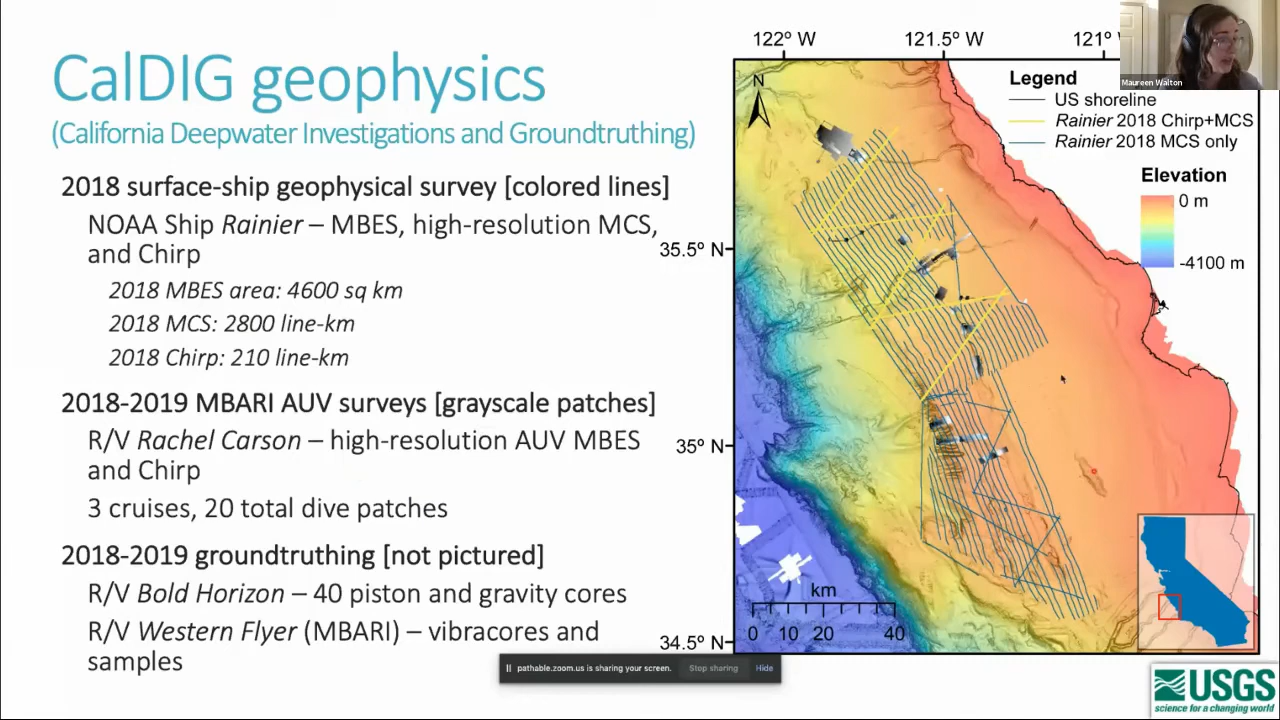 CalDIG geophysics
(California Deepwater Investigations and Groundtruthing)
2018 surface-ship geophysical survey [colored lines]
NOAA Ship Rainier – MBES, high-resolution MCS,
and Chirp
2018 MBES area: 4600 sq km
2018 MCS: 2800 line-km
2018 Chirp: 210 line-km
2018-2019 MBARI AUV surveys [grayscale patches]
R/V Rachel Carson – high-resolution AUV MBES
and Chirp
3 cruises, 20 total dive patches
2018-2019 groundtruthing [not pictured]
R/V Bold Horizon – 40 piston and gravity cores
R/V Western Flyer (MBARI) – vibracores and
samples
122º W
121.5º W
121º
35.5º N
35º N
34.5º N
N
Legend
US shoreline
Rainier 2018 Chirp+MCS
Rainier 2018 MCS only
Elevation
0 m
-4100 m
km
0 10 20 40
Maureen Walton
pathable.zoom.us is sharing your screen.
Stop sharing
Hide
USGS
science for a changing world